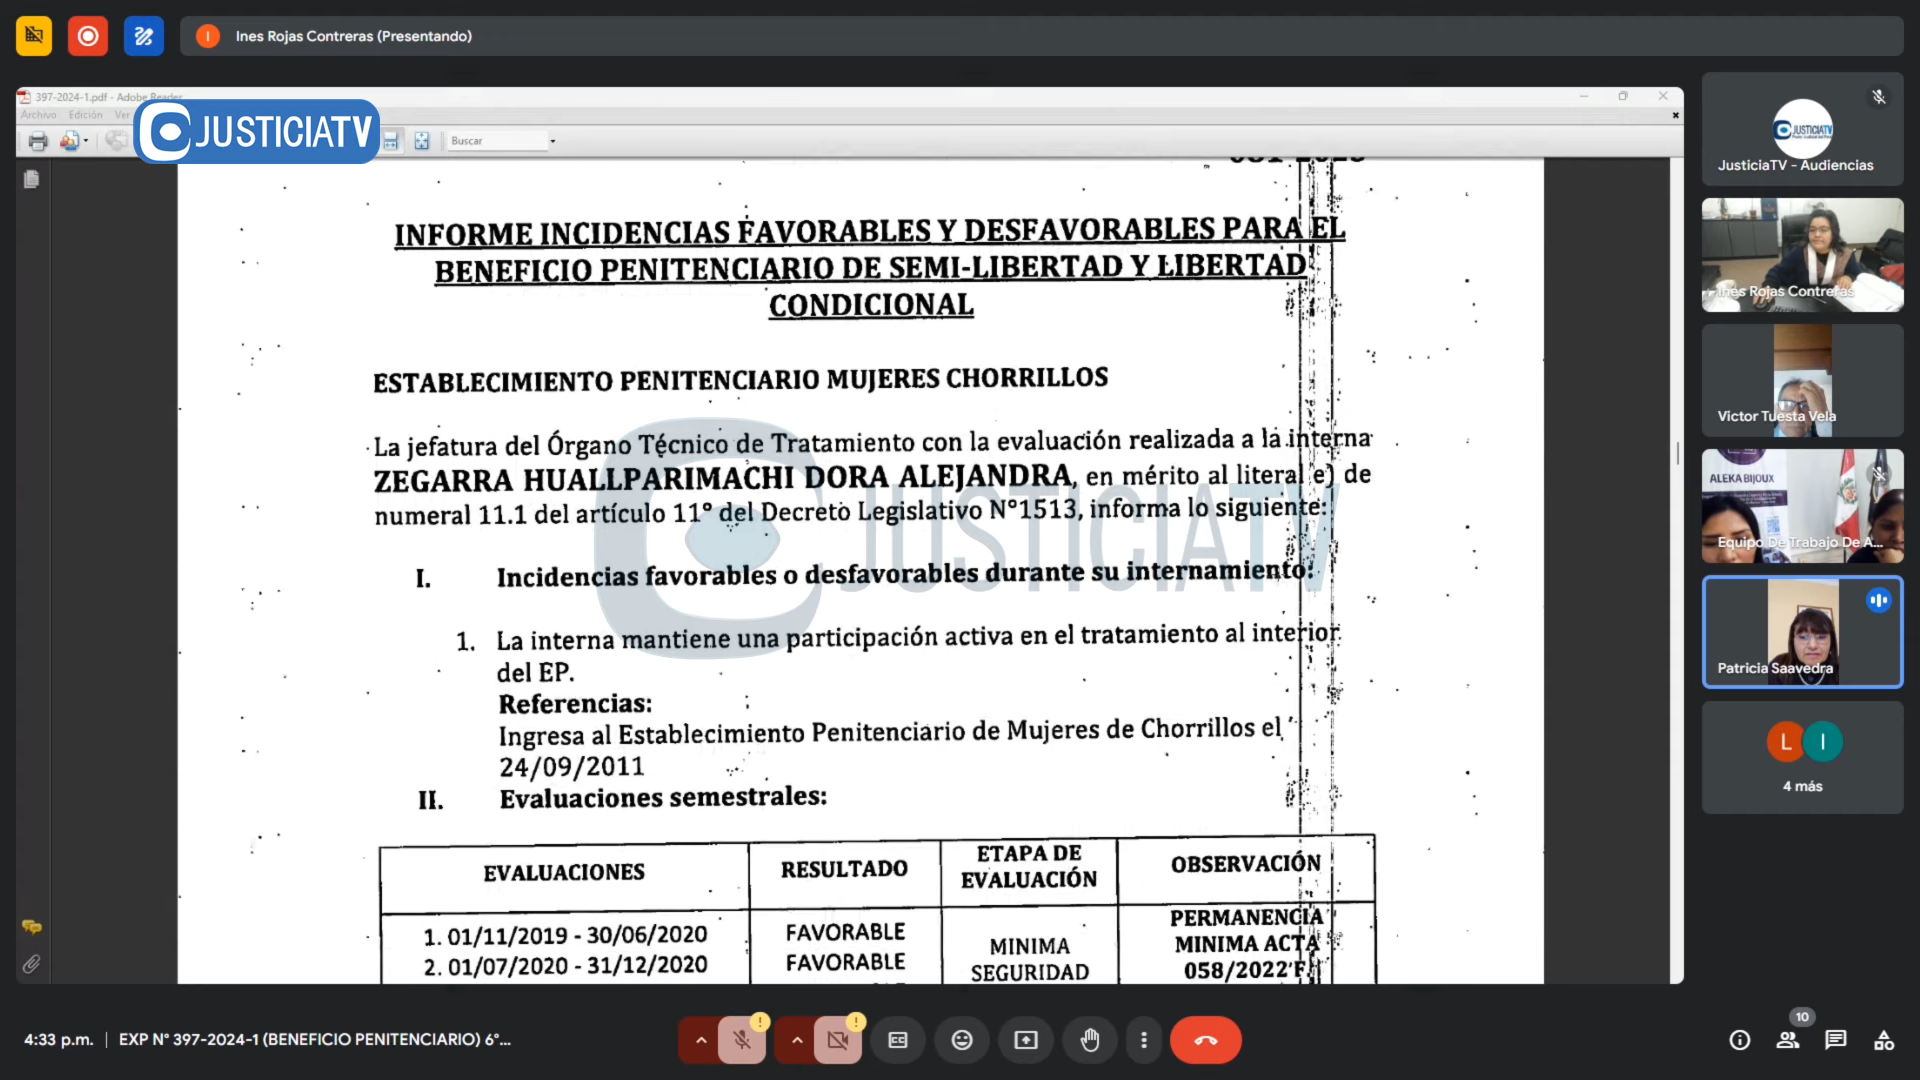 Ines Rojas Contreras (Presentando)
397-2024-1.pdf - Adobe Reader
Archivo Edición Ver
JUSTICIATV
Buscar
INFORME INCIDENCIAS FAVORABLES Y DESFAVORABLES PARA EL
BENEFICIO PENITENCIARIO DE SEMI-LIBERTAD Y LIBERTAD
CONDICIONAL
ESTABLECIMIENTO PENITENCIARIO MUJERES CHORRILLOS
La jefatura del Órgano Técnico de Tratamiento con la evaluación realizada a la interna
ZEGARRA HUALLPARIMACHI DORA ALEJANDRA, en mérito al literal e) de
numeral 11.1 del artículo 11° del Decreto Legislativo N°1513, informa lo siguiente:
JUSTICIATV
I. Incidencias favorables o desfavorables durante su internamiento:
1. La interna mantiene una participación activa en el tratamiento al interior
del EP.
Referencias:
Ingresa al Establecimiento Penitenciario de Mujeres de Chorrillos el
24/09/2011
II. Evaluaciones semestrales:
EVALUACIONES RESULTADO ETAPA DE EVALUACIÓN OBSERVACIÓN
1. 01/11/2019 - 30/06/2020 FAVORABLE
2. 01/07/2020 - 31/12/2020 FAVORABLE
MINIMA
SEGURIDAD
PERMANENCIA
MINIMA ACTA
058/2022
JUSTICIATV
JusticiaTV - Audiencias
Ines Rojas Contreras
Victor Tuesta Vela
ALEKA BIJOUX
Equipo De Trabajo De A...
Patricia Saavedra
L I
4 más
4:33 p.m. | EXP N° 397-2024-1 (BENEFICIO PENITENCIARIO) 6°...
10